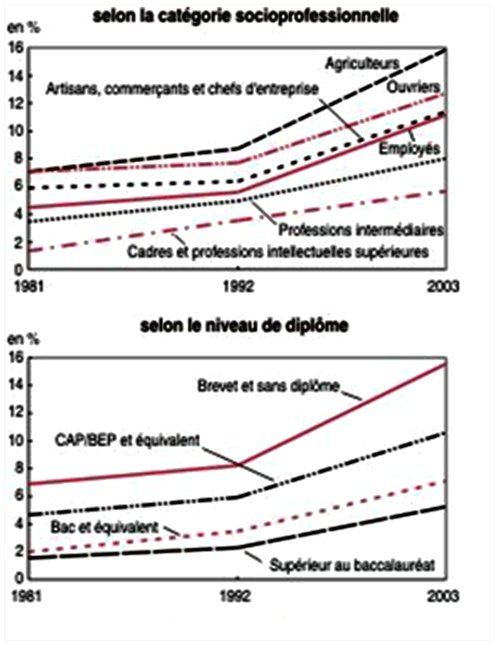 selon la catégorie socioprofessionnelle
en %
16
14
12
10
8
6
4
2
0
Agriculteurs
Artisans, commerçants et chefs d'entreprise
Ouvriers
Employés
Professions intermédiaires
Cadres et professions intellectuelles supérieures
1981
1992
2003
selon le niveau de diplôme
en %
16
14
12
10
8
6
4
2
0
Brevet et sans diplôme
CAP/BEP et équivalent
Bac et équivalent
Supérieur au baccalauréat
1981
1992
2003